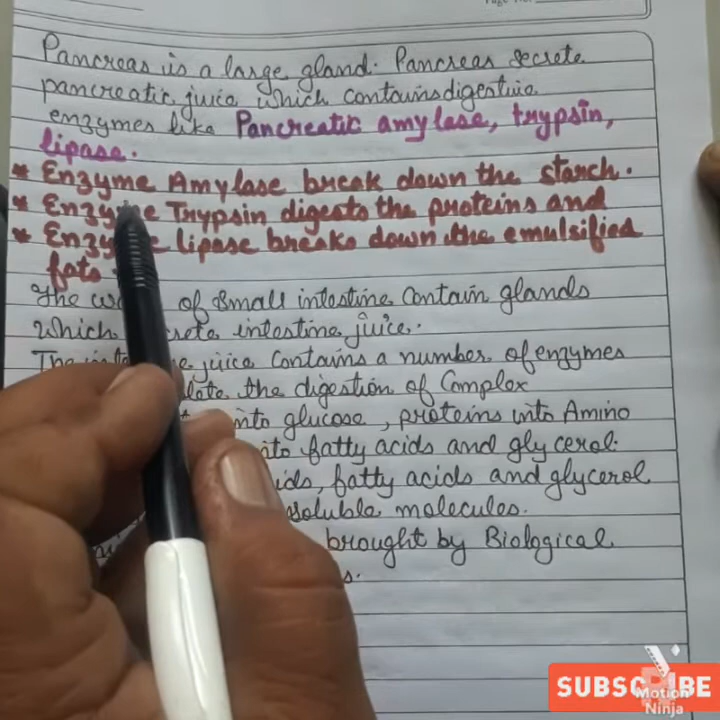 Pancreas is a large gland. Pancreas secrete
pancreatic juice which contains digestive
enzymes like Pancreatic amylase, trypsin,
lipase.
* Enzyme Amylase break down the starch.
* Enzyme Trypsin digests the proteins and
* lipase breaks down the emulsified
fats
The of small intestine contain glands
which intestine juice.
juice contains a number of enzymes
the digestion of Complex
into glucose, proteins into Amino
into fatty acids and glycerol.
fatty acids and glycerol
soluble molecules.
brought by Biological
SUBSCRIBE
Motion
Ninja